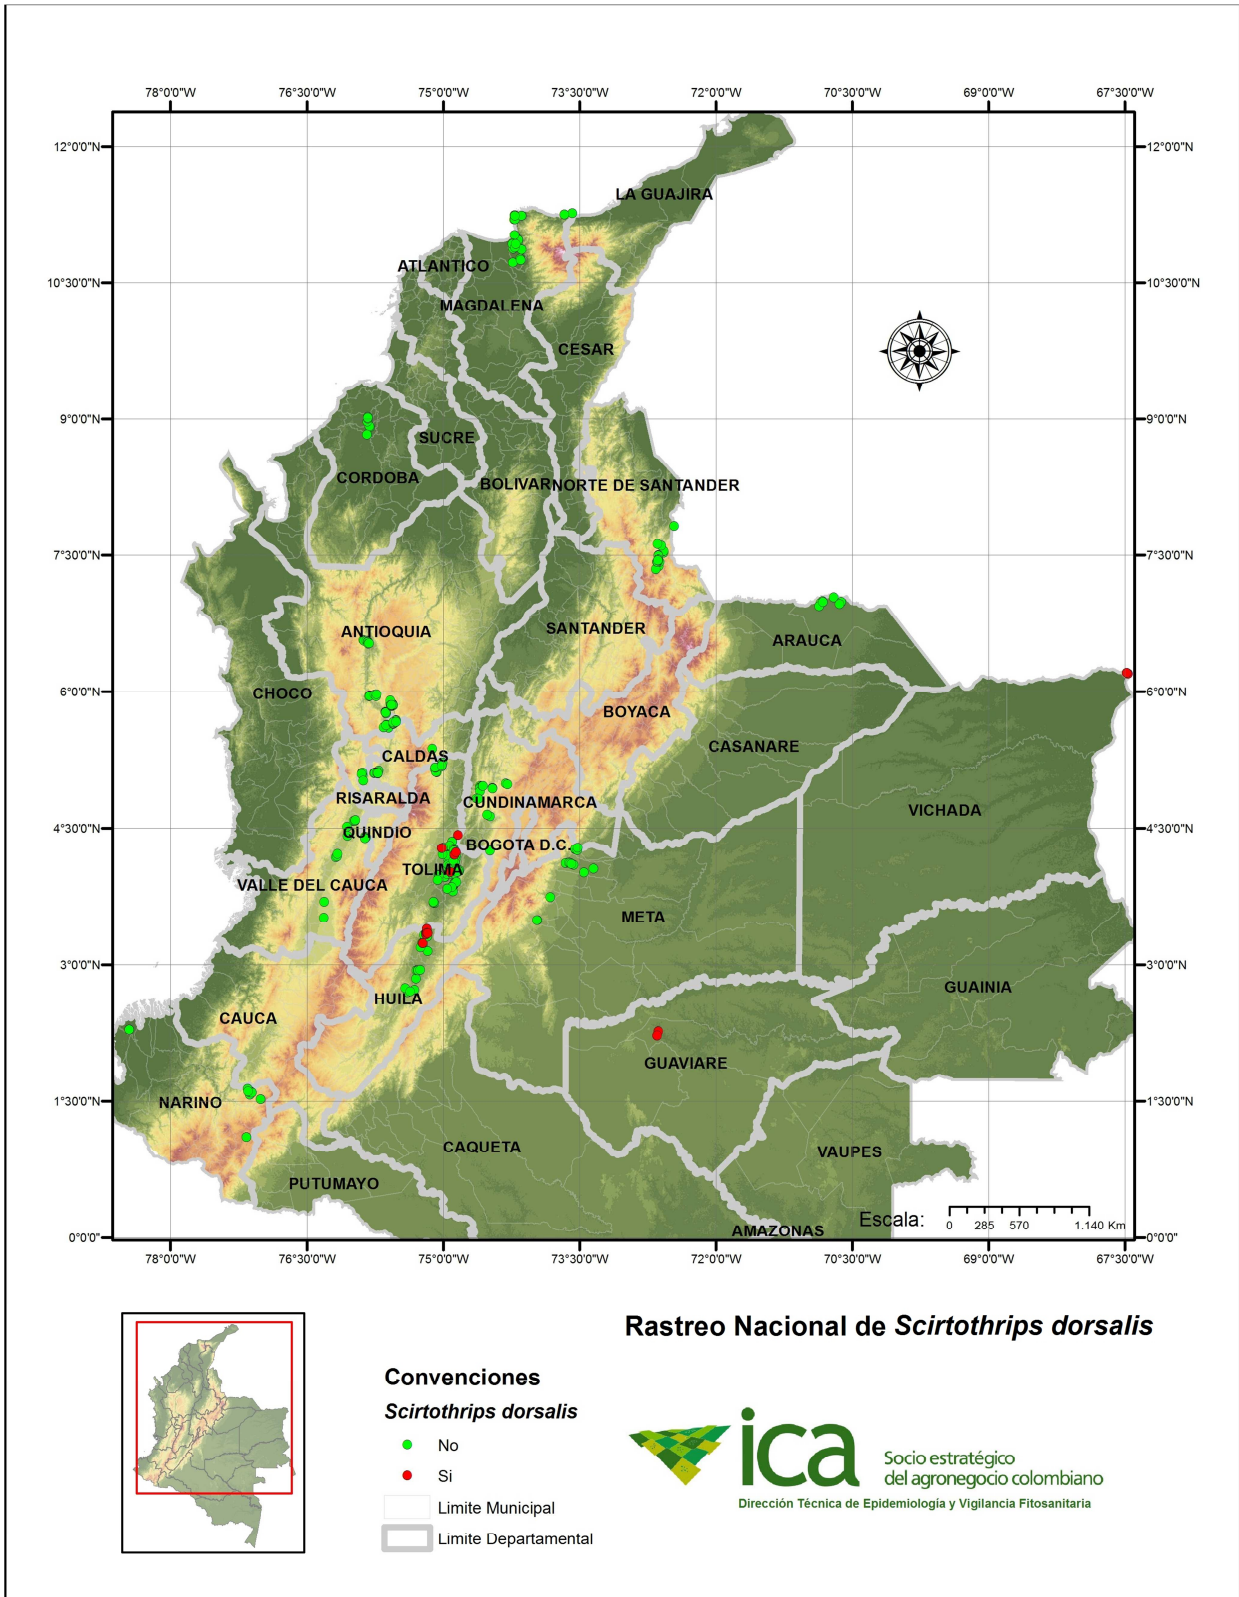 78°0'0"W 76°30'0"W 75°0'0"W 73°30'0"W 72°0'0"W 70°30'0"W 69°0'0"W 67°30'0"W
12°0'0"N 12°0'0"N
LA GUAJIRA
ATLANTICO
10°30'0"N 10°30'0"N
MAGDALENA
CESAR
9°0'0"N 9°0'0"N
SUCRE
CORDOBA
BOLIVAR NORTE DE SANTANDER
7°30'0"N 7°30'0"N
SANTANDER
ANTIOQUIA
ARAUCA
CHOCO
6°0'0"N 6°0'0"N
BOYACA
CASANARE
CALDAS
RISARALDA
CUNDINAMARCA
VICHADA
4°30'0"N 4°30'0"N
QUINDIO
BOGOTA D.C.
TOLIMA
VALLE DEL CAUCA
META
3°0'0"N 3°0'0"N
GUAINIA
HUILA
CAUCA
GUAVIARE
1°30'0"N 1°30'0"N
NARINO
CAQUETA
VAUPES
PUTUMAYO
AMAZONAS
Escala:
0 285 570 1.140 Km
0°0'0" 0°0'0"
78°0'0"W 76°30'0"W 75°0'0"W 73°30'0"W 72°0'0"W 70°30'0"W 69°0'0"W 67°30'0"W
Rastreo Nacional de Scirtothrips dorsalis
Convenciones
Scirtothrips dorsalis
No
Si
Limite Municipal
Limite Departamental
ica
Socio estratégico
del agronegocio colombiano
Dirección Técnica de Epidemiología y Vigilancia Fitosanitaria